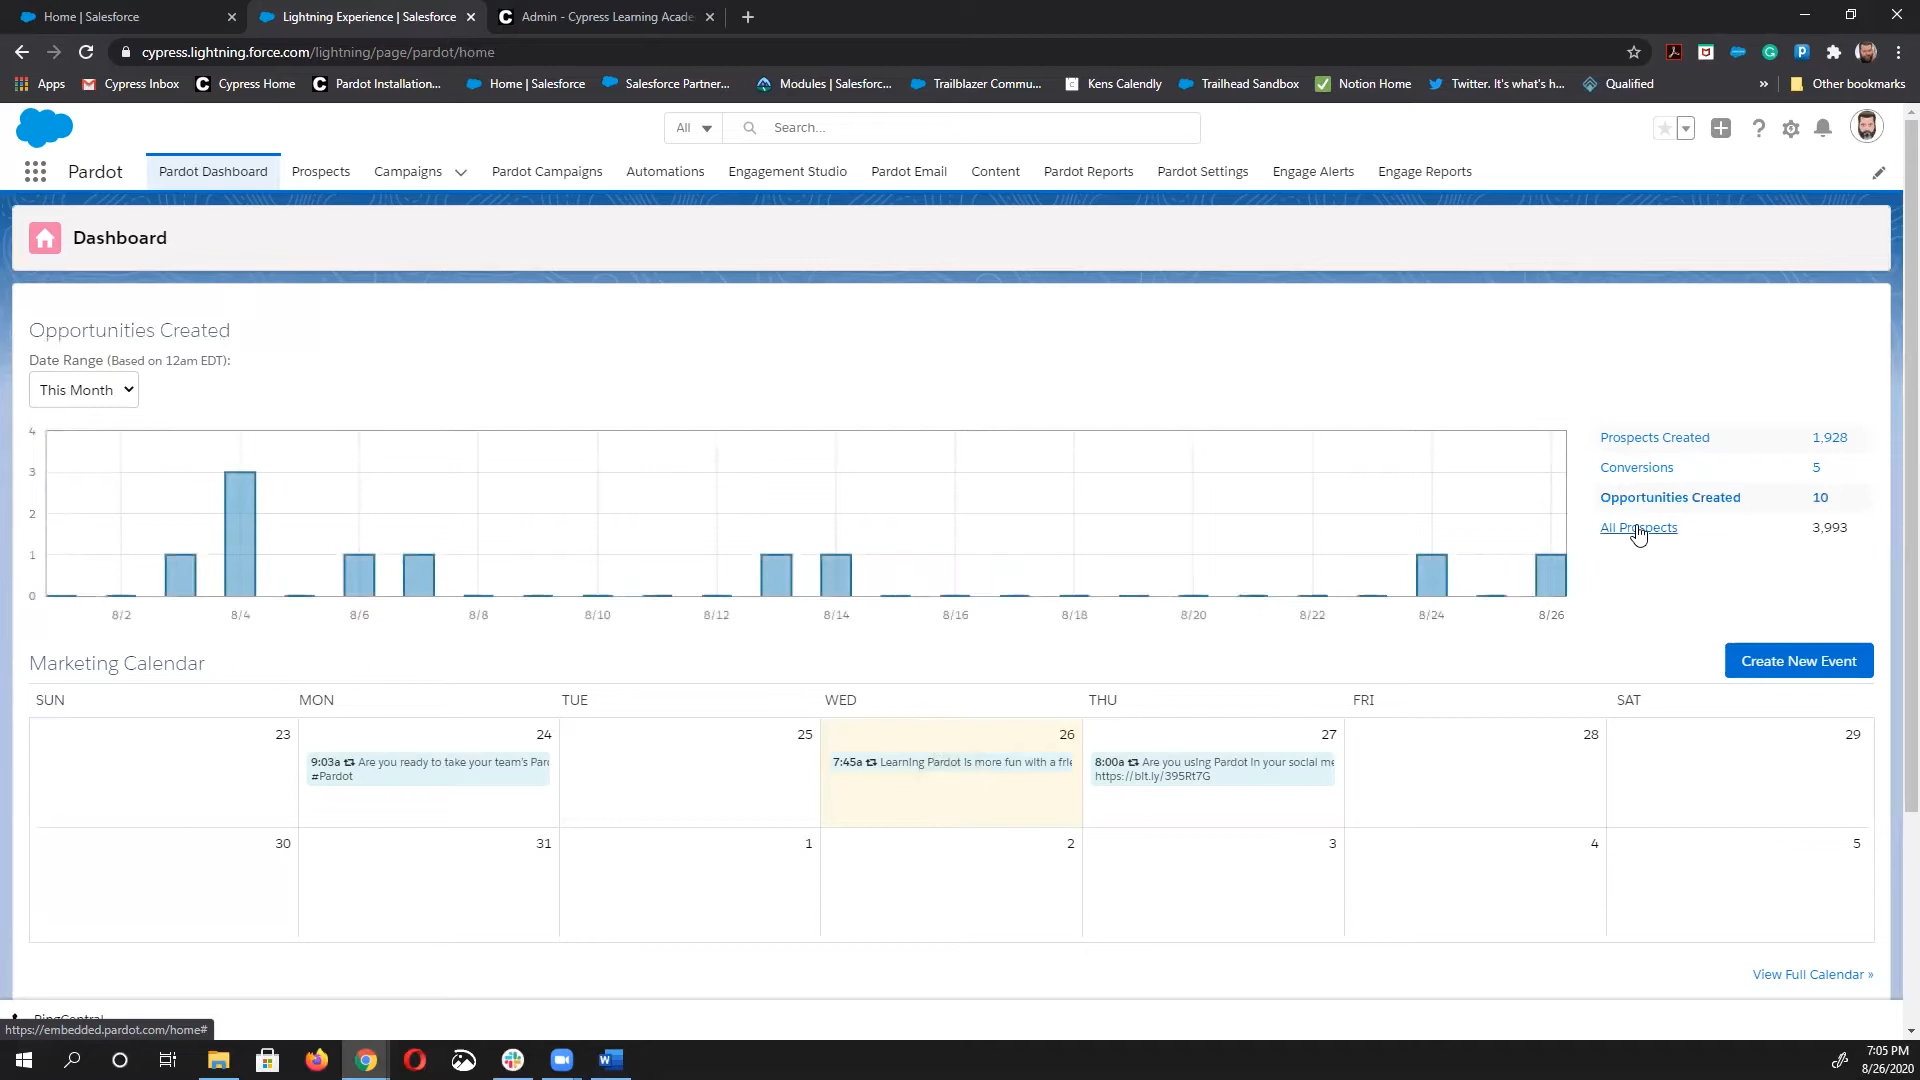 Home | Salesforce
Lightning Experience | Salesforce
Admin - Cypress Learning Acade
cypress.lightning.force.com/lightning/page/pardot/home
Apps
Cypress Inbox
Cypress Home
Pardot Installation...
Home | Salesforce
Salesforce Partner...
Modules | Salesforc...
Trailblazer Commu...
Kens Calendly
Trailhead Sandbox
Notion Home
Twitter. It's what's h...
Qualified
»
Other bookmarks
All
Search...
Pardot
Pardot Dashboard
Prospects
Campaigns
Pardot Campaigns
Automations
Engagement Studio
Pardot Email
Content
Pardot Reports
Pardot Settings
Engage Alerts
Engage Reports
Dashboard
Opportunities Created
Date Range (Based on 12am EDT):
This Month
4
3
2
1
0
8/2
8/4
8/6
8/8
8/10
8/12
8/14
8/16
8/18
8/20
8/22
8/24
8/26
Prospects Created 1,928
Conversions 5
Opportunities Created 10
All Prospects 3,993
Marketing Calendar
Create New Event
SUN MON TUE WED THU FRI SAT
23 24 25 26 27 28 29
9:03a Are you ready to take your team's Par
#Pardot
7:45a Learning Pardot is more fun with a frie
8:00a Are you using Pardot in your social me
https://bit.ly/395Rt7G
30 31 1 2 3 4 5
View Full Calendar »
RingCentral
https://embedded.pardot.com/home#
7:05 PM
8/26/2020